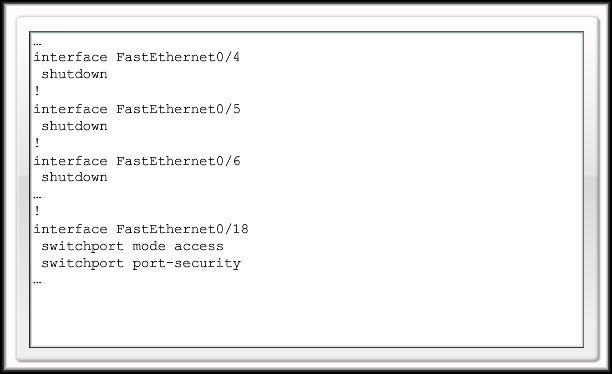 …
interface FastEthernet0/4
 shutdown
!
interface FastEthernet0/5
 shutdown
!
interface FastEthernet0/6
 shutdown
…
!
interface FastEthernet0/18
 switchport mode access
 switchport port-security
…